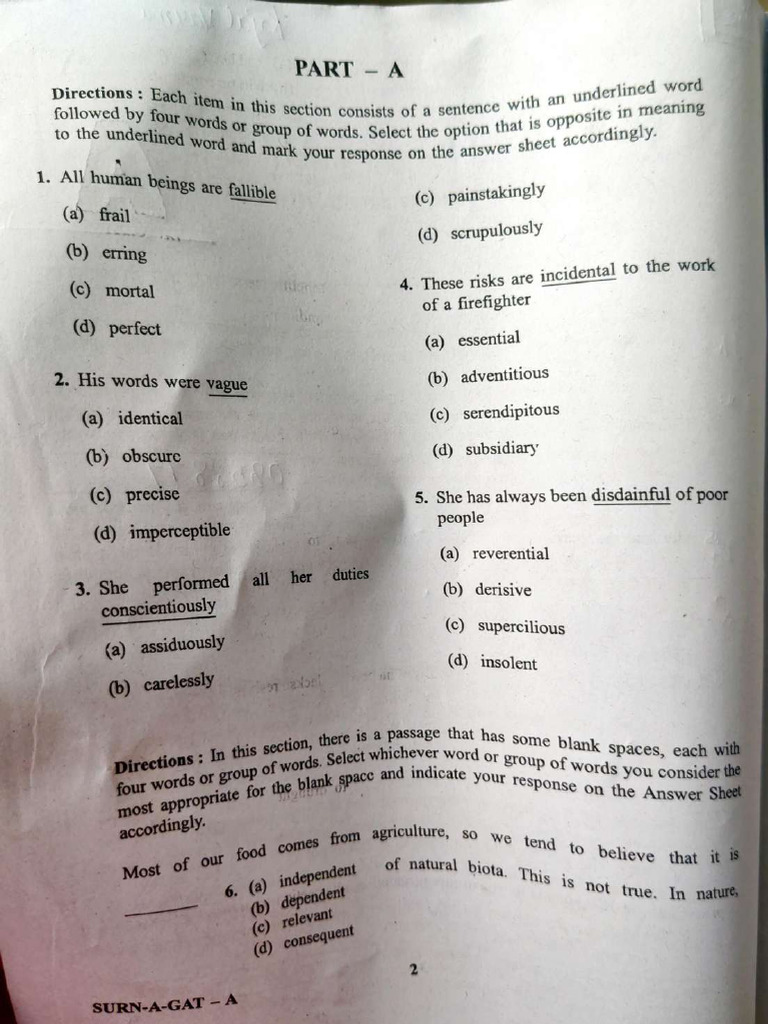 PART – A
Directions : Each item in this section consists of a sentence with an underlined word
followed by four words or group of words. Select the option that is opposite in meaning
to the underlined word and mark your response on the answer sheet accordingly.
1. All human beings are fallible
(a) frail
(b) erring
(c) mortal
(d) perfect
2. His words were vague
(a) identical
(b) obscure
(c) precise
(d) imperceptible
3. She performed all her duties
conscientiously
(a) assiduously
(b) carelessly
(c) painstakingly
(d) scrupulously
4. These risks are incidental to the work
of a firefighter
(a) essential
(b) adventitious
(c) serendipitous
(d) subsidiary
5. She has always been disdainful of poor
people
(a) reverential
(b) derisive
(c) supercilious
(d) insolent
Directions : In this section, there is a passage that has some blank spaces, each with
four words or group of words. Select whichever word or group of words you consider the
most appropriate for the blank space and indicate your response on the Answer Sheet
accordingly.
Most of our food comes from agriculture, so we tend to believe that it is
______ 6. (a) independent of natural biota. This is not true. In nature,
(b) dependent
(c) relevant
(d) consequent
2
SURN-A-GAT – A